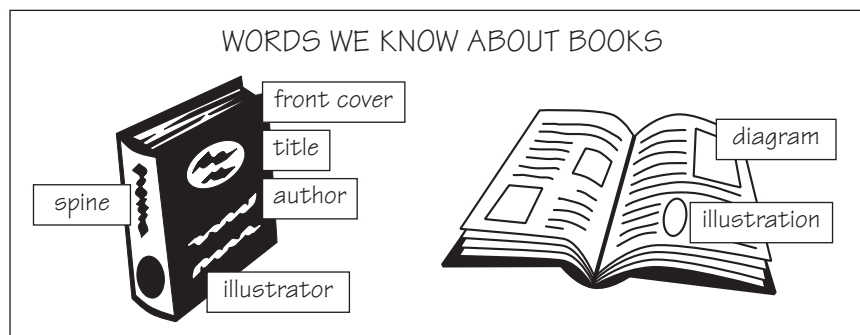 WORDS WE KNOW ABOUT BOOKS
front cover
title
author
spine
illustrator
diagram
illustration